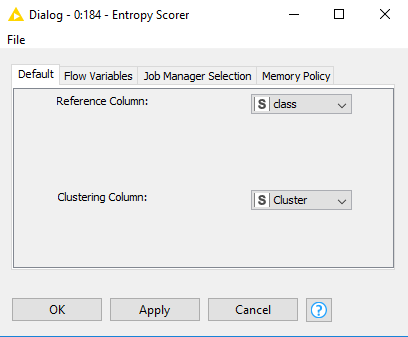 Dialog - 0:184 - Entropy Scorer
File
Default Flow Variables Job Manager Selection Memory Policy
Reference Column: S class
Clustering Column: S Cluster
OK Apply Cancel ?